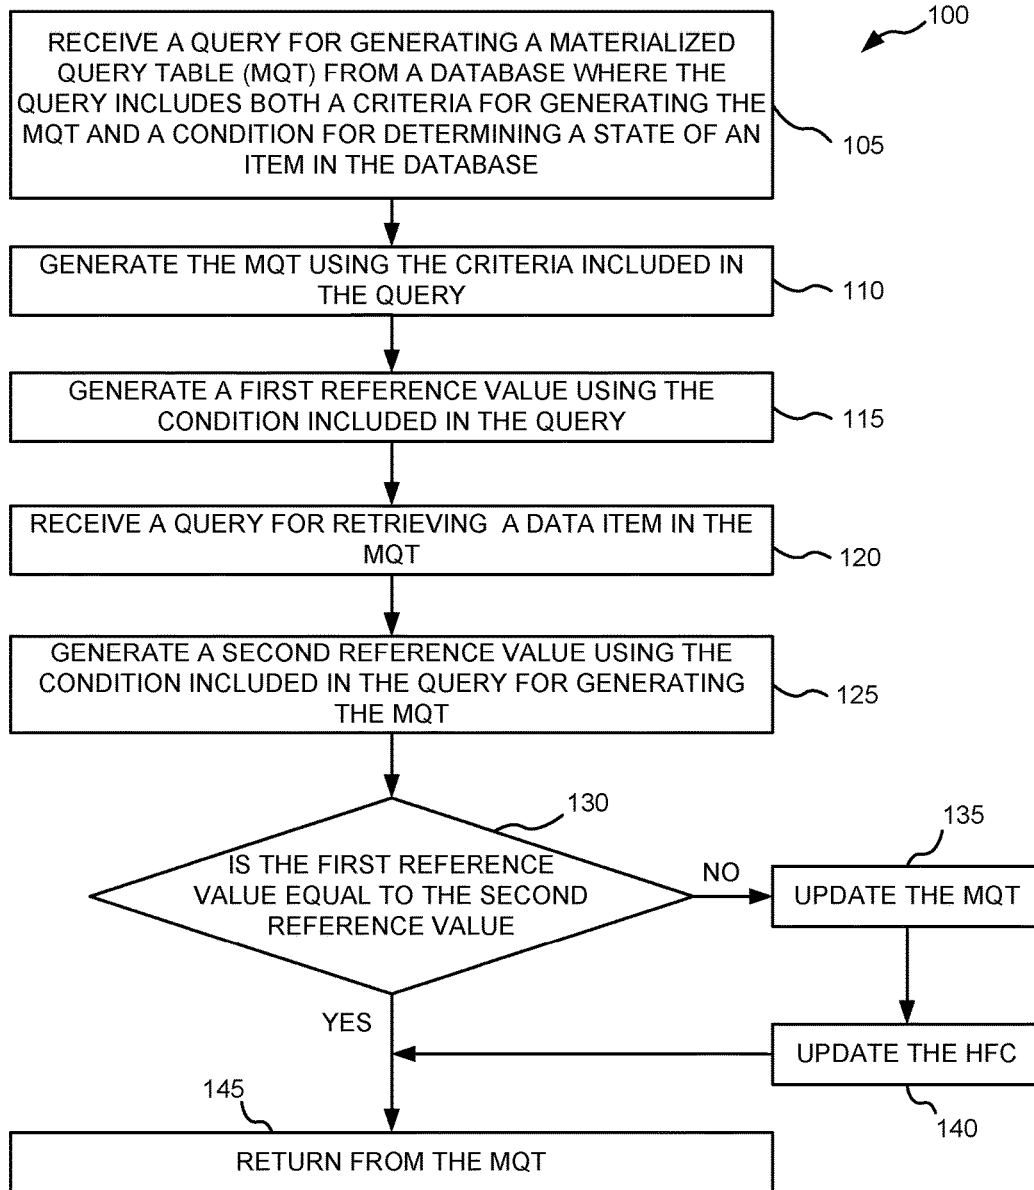 100
RECEIVE A QUERY FOR GENERATING A MATERIALIZED
QUERY TABLE (MQT) FROM A DATABASE WHERE THE
QUERY INCLUDES BOTH A CRITERIA FOR GENERATING THE
MQT AND A CONDITION FOR DETERMINING A STATE OF AN
ITEM IN THE DATABASE
105
GENERATE THE MQT USING THE CRITERIA INCLUDED IN
THE QUERY
110
GENERATE A FIRST REFERENCE VALUE USING THE
CONDITION INCLUDED IN THE QUERY
115
RECEIVE A QUERY FOR RETRIEVING A DATA ITEM IN THE
MQT
120
GENERATE A SECOND REFERENCE VALUE USING THE
CONDITION INCLUDED IN THE QUERY FOR GENERATING
THE MQT
125
130
IS THE FIRST REFERENCE
VALUE EQUAL TO THE SECOND
REFERENCE VALUE
NO
135
UPDATE THE MQT
YES
UPDATE THE HFC
140
145
RETURN FROM THE MQT